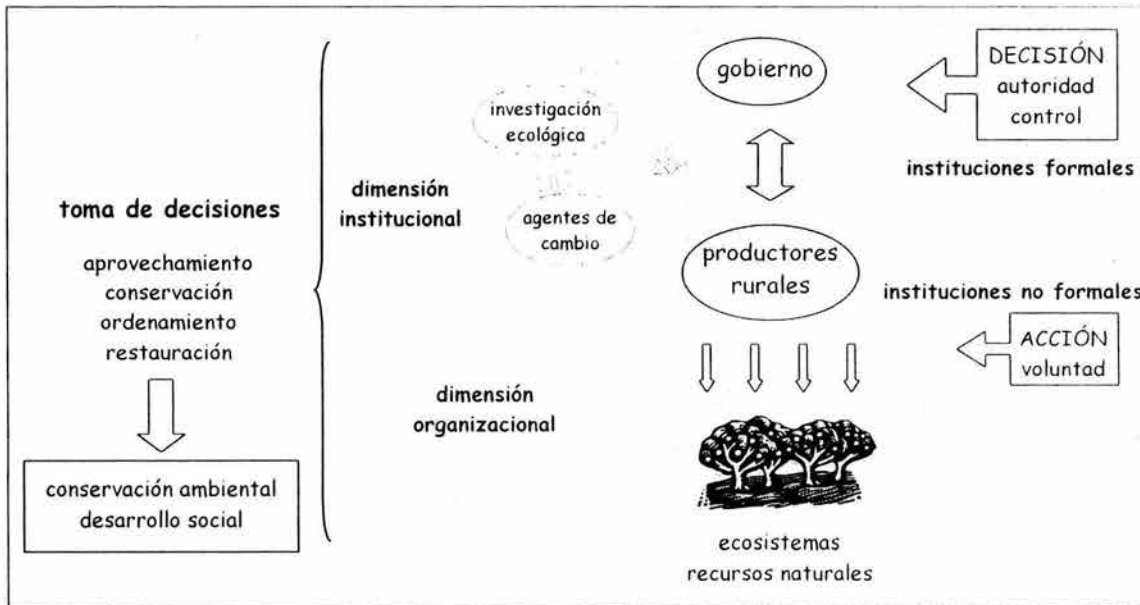 toma de decisiones
aprovechamiento
conservación
ordenamiento
restauración
conservación ambiental
desarrollo social
dimensión
institucional
dimensión
organizacional
investigación
ecológica
agentes de
cambio
gobierno
productores
rurales
ecosistemas
recursos naturales
DECISIÓN
autoridad
control
instituciones formales
instituciones no formales
ACCIÓN
voluntad